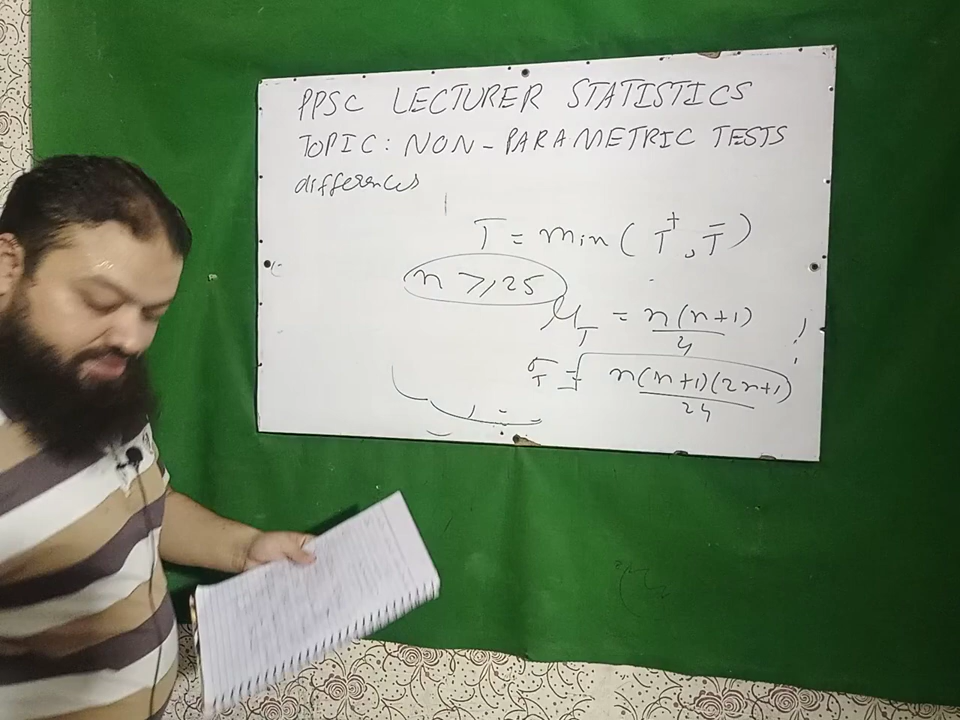 PPSC LECTURER STATISTICS
TOPIC: NON-PARAMETRIC TESTS
differences
T = min( T⁺, T⁻ )
n ⩾ 25
μ_T = n(n+1)/4
σ_T = √(n(n+1)(2n+1)/24)